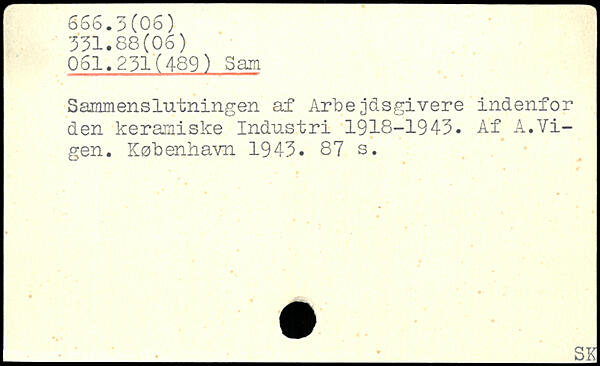 666.3(06)
331.88(06)
061.231(489) Sam
Sammenslutningen af Arbejdsgivere indenfor
den keramiske Industri 1918-1943. Af A.Vi-
gen. København 1943. 87 s.
SK